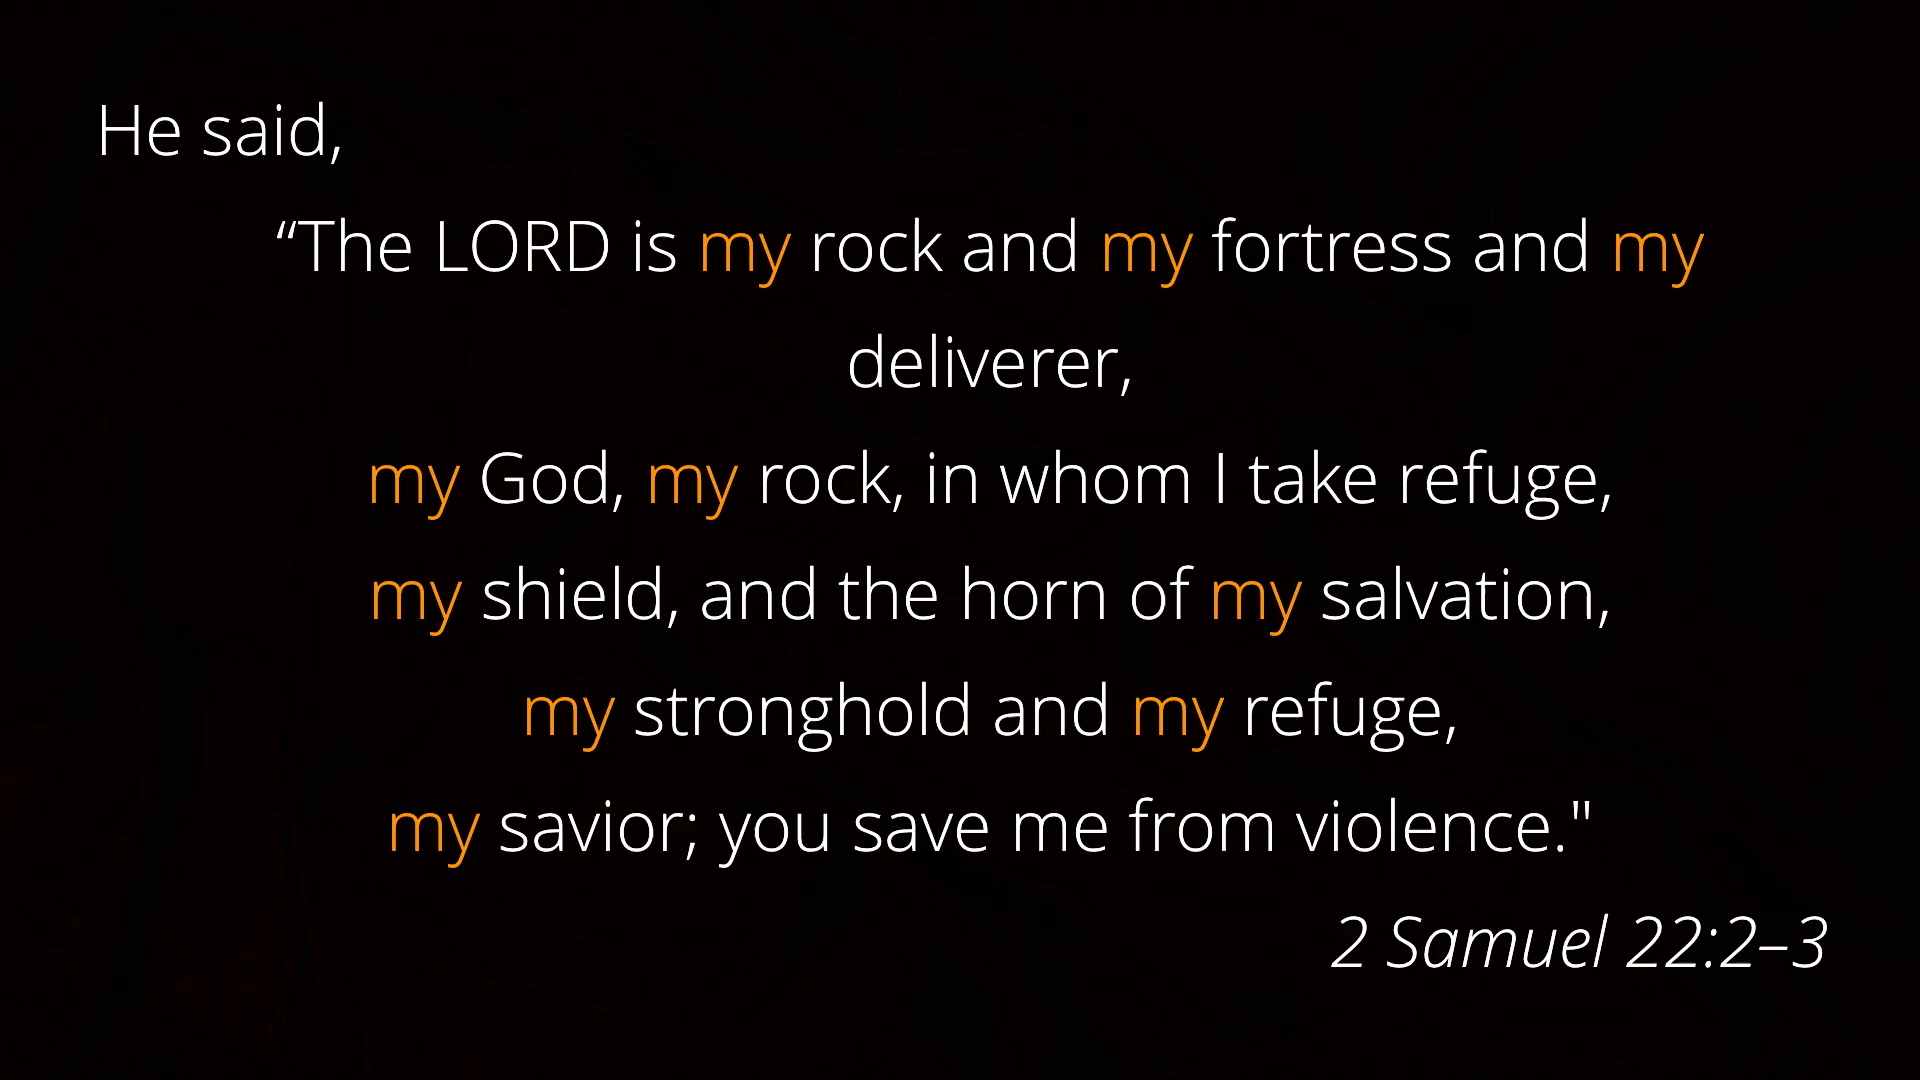 He said,
“The LORD is my rock and my fortress and my
deliverer,
my God, my rock, in whom I take refuge,
my shield, and the horn of my salvation,
my stronghold and my refuge,
my savior; you save me from violence."
2 Samuel 22:2–3